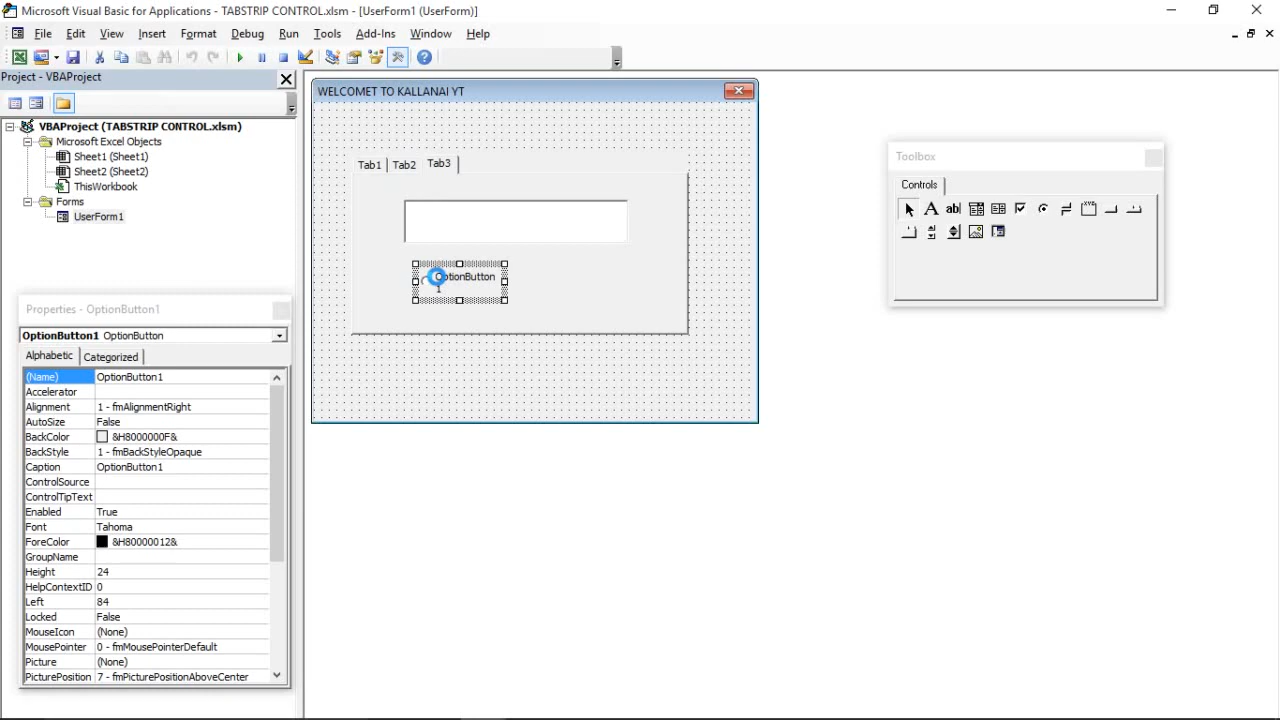 Microsoft Visual Basic for Applications - TABSTRIP CONTROL.xlsm - [UserForm1 (UserForm)]
File Edit View Insert Format Debug Run Tools Add-Ins Window Help
Project - VBAProject
VBAProject (TABSTRIP CONTROL.xlsm)
Microsoft Excel Objects
Sheet1 (Sheet1)
Sheet2 (Sheet2)
ThisWorkbook
Forms
UserForm1
Properties - OptionButton1
OptionButton1 OptionButton
Alphabetic Categorized
(Name) OptionButton1
Accelerator
Alignment 1 - fmAlignmentRight
AutoSize False
BackColor &H8000000F&
BackStyle 1 - fmBackStyleOpaque
Caption OptionButton1
ControlSource
ControlTipText
Enabled True
Font Tahoma
ForeColor &H80000012&
GroupName
Height 24
HelpContextID 0
Left 84
Locked False
MouseIcon (None)
MousePointer 0 - fmMousePointerDefault
Picture (None)
PicturePosition 7 - fmPicturePositionAboveCenter
WELCOMET TO KALLANAI YT
Tab1 Tab2 Tab3
OptionButton
1
Toolbox
Controls
A ab|